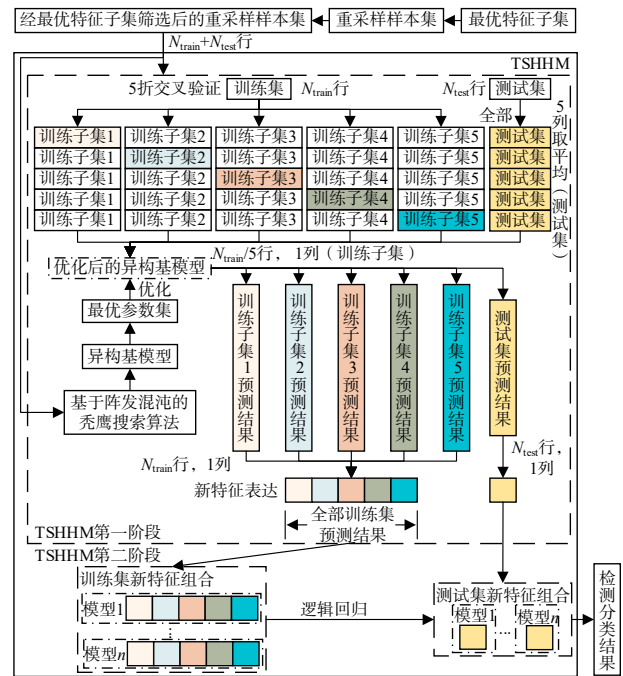 经最优特征子集筛选后的重采样样本集
重采样样本集
最优特征子集
N_train+N_test行
TSHHM
5折交叉验证
训练集
N_train行
N_test行
测试集
全部
5列取平均（测试集）
训练子集1 训练子集2 训练子集3 训练子集4 训练子集5 测试集
训练子集1 训练子集2 训练子集3 训练子集4 训练子集5 测试集
训练子集1 训练子集2 训练子集3 训练子集4 训练子集5 测试集
训练子集1 训练子集2 训练子集3 训练子集4 训练子集5 测试集
训练子集1 训练子集2 训练子集3 训练子集4 训练子集5 测试集
优化后的异构基模型
N_train/5行，1列（训练子集）
优化
最优参数集
异构基模型
基于阵发混沌的
秃鹰搜索算法
训练子集1预测结果
训练子集2预测结果
训练子集3预测结果
训练子集4预测结果
训练子集5预测结果
测试集预测结果
N_train行，1列
N_test行，
1列
新特征表达
全部训练集
预测结果
TSHHM第一阶段
TSHHM第二阶段
训练集新特征组合
模型1
⋮
模型n
逻辑回归
测试集新特征组合
模型1 … 模型n
检测分类结果